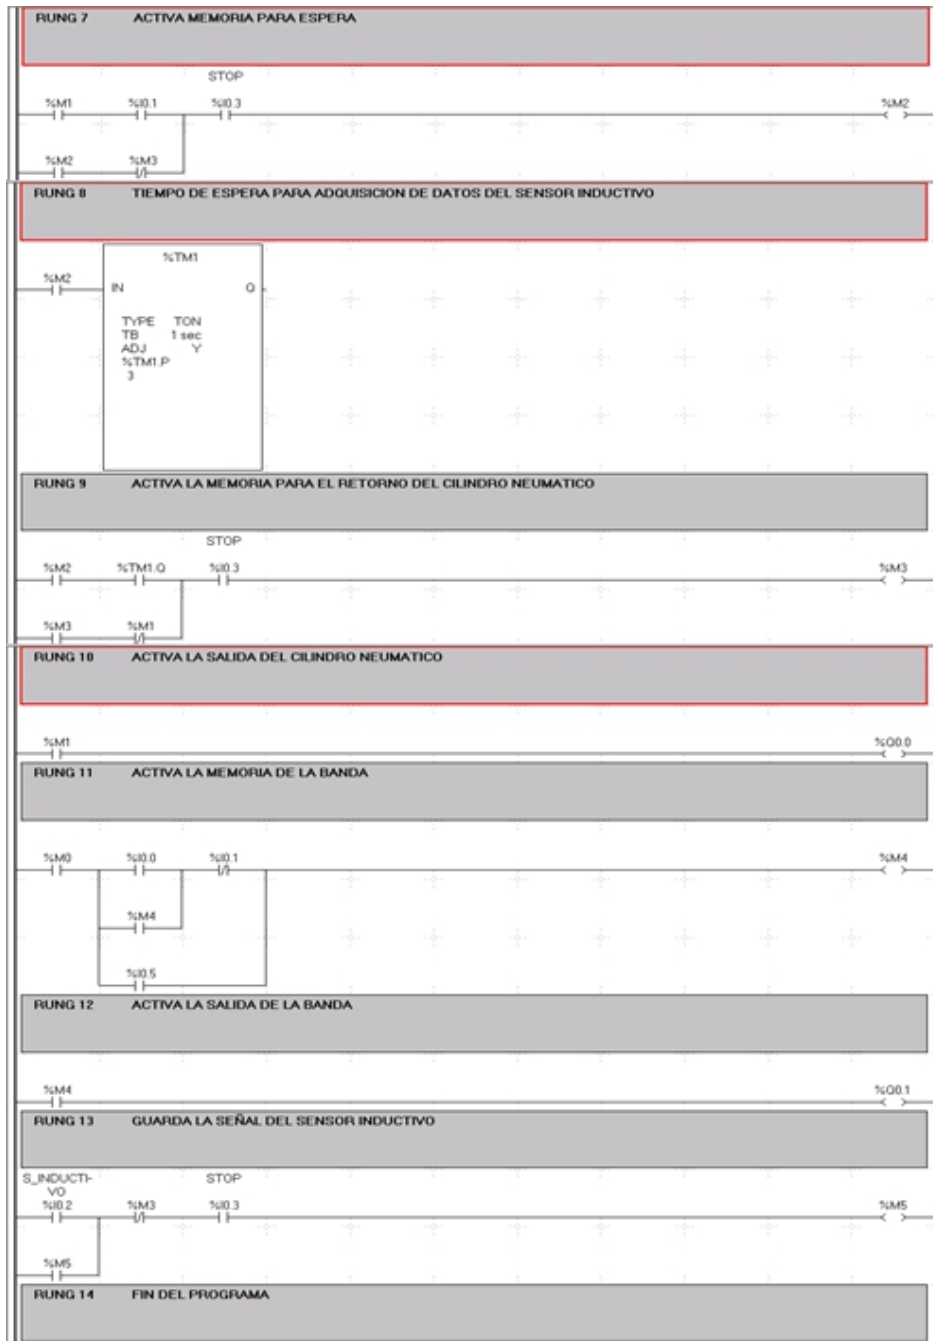 RUNG 7 ACTIVA MEMORIA PARA ESPERA
STOP
%M1 %I0.1 %I0.3 %M2
%M2 %M3
RUNG 8 TIEMPO DE ESPERA PARA ADQUISICION DE DATOS DEL SENSOR INDUCTIVO
%TM1
%M2
IN Q
TYPE TON
TB 1 sec
ADJ Y
%TM1.P
3
RUNG 9 ACTIVA LA MEMORIA PARA EL RETORNO DEL CILINDRO NEUMATICO
STOP
%M2 %TM1.Q %I0.3 %M3
%M3 %M1
RUNG 10 ACTIVA LA SALIDA DEL CILINDRO NEUMATICO
%M1 %Q0.0
RUNG 11 ACTIVA LA MEMORIA DE LA BANDA
%M0 %I0.0 %I0.1 %M4
%M4
%I0.5
RUNG 12 ACTIVA LA SALIDA DE LA BANDA
%M4 %Q0.1
RUNG 13 GUARDA LA SEÑAL DEL SENSOR INDUCTIVO
S_INDUCTI- STOP
VO
%I0.2 %M3 %I0.3 %M5
%M5
RUNG 14 FIN DEL PROGRAMA